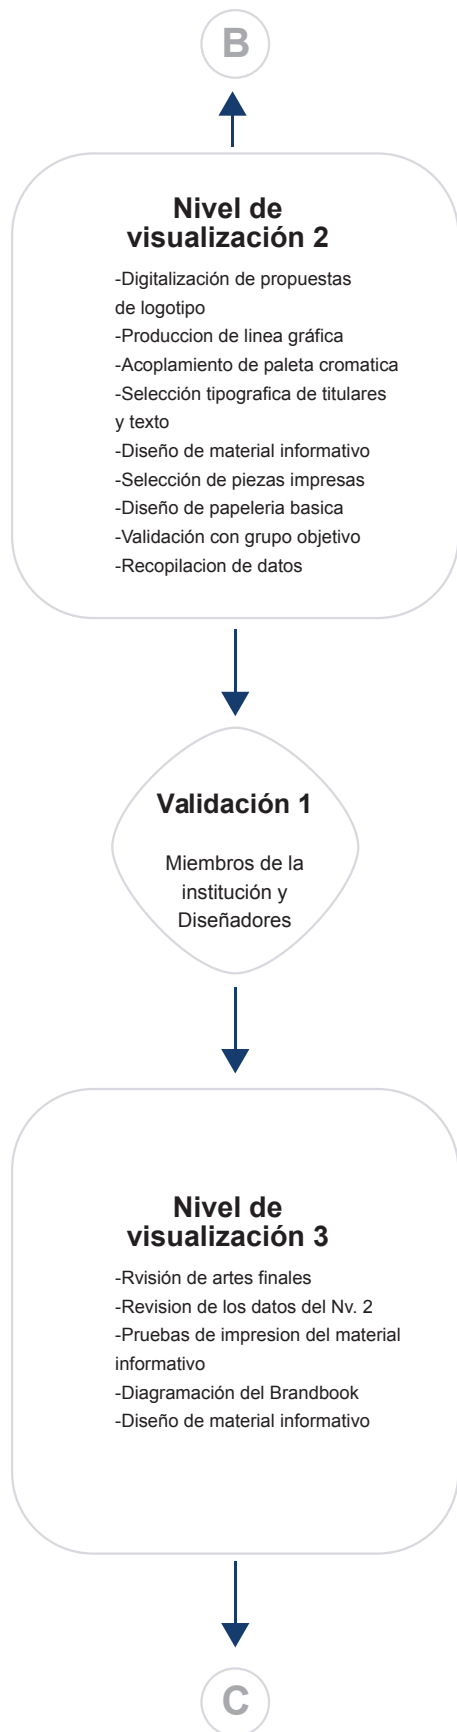 B
Nivel de
visualización 2
-Digitalización de propuestas
de logotipo
-Produccion de linea gráfica
-Acoplamiento de paleta cromatica
-Selección tipografica de titulares
y texto
-Diseño de material informativo
-Selección de piezas impresas
-Diseño de papeleria basica
-Validación con grupo objetivo
-Recopilacion de datos
Validación 1
Miembros de la
institución y
Diseñadores
Nivel de
visualización 3
-Rvisión de artes finales
-Revision de los datos del Nv. 2
-Pruebas de impresion del material
informativo
-Diagramación del Brandbook
-Diseño de material informativo
C